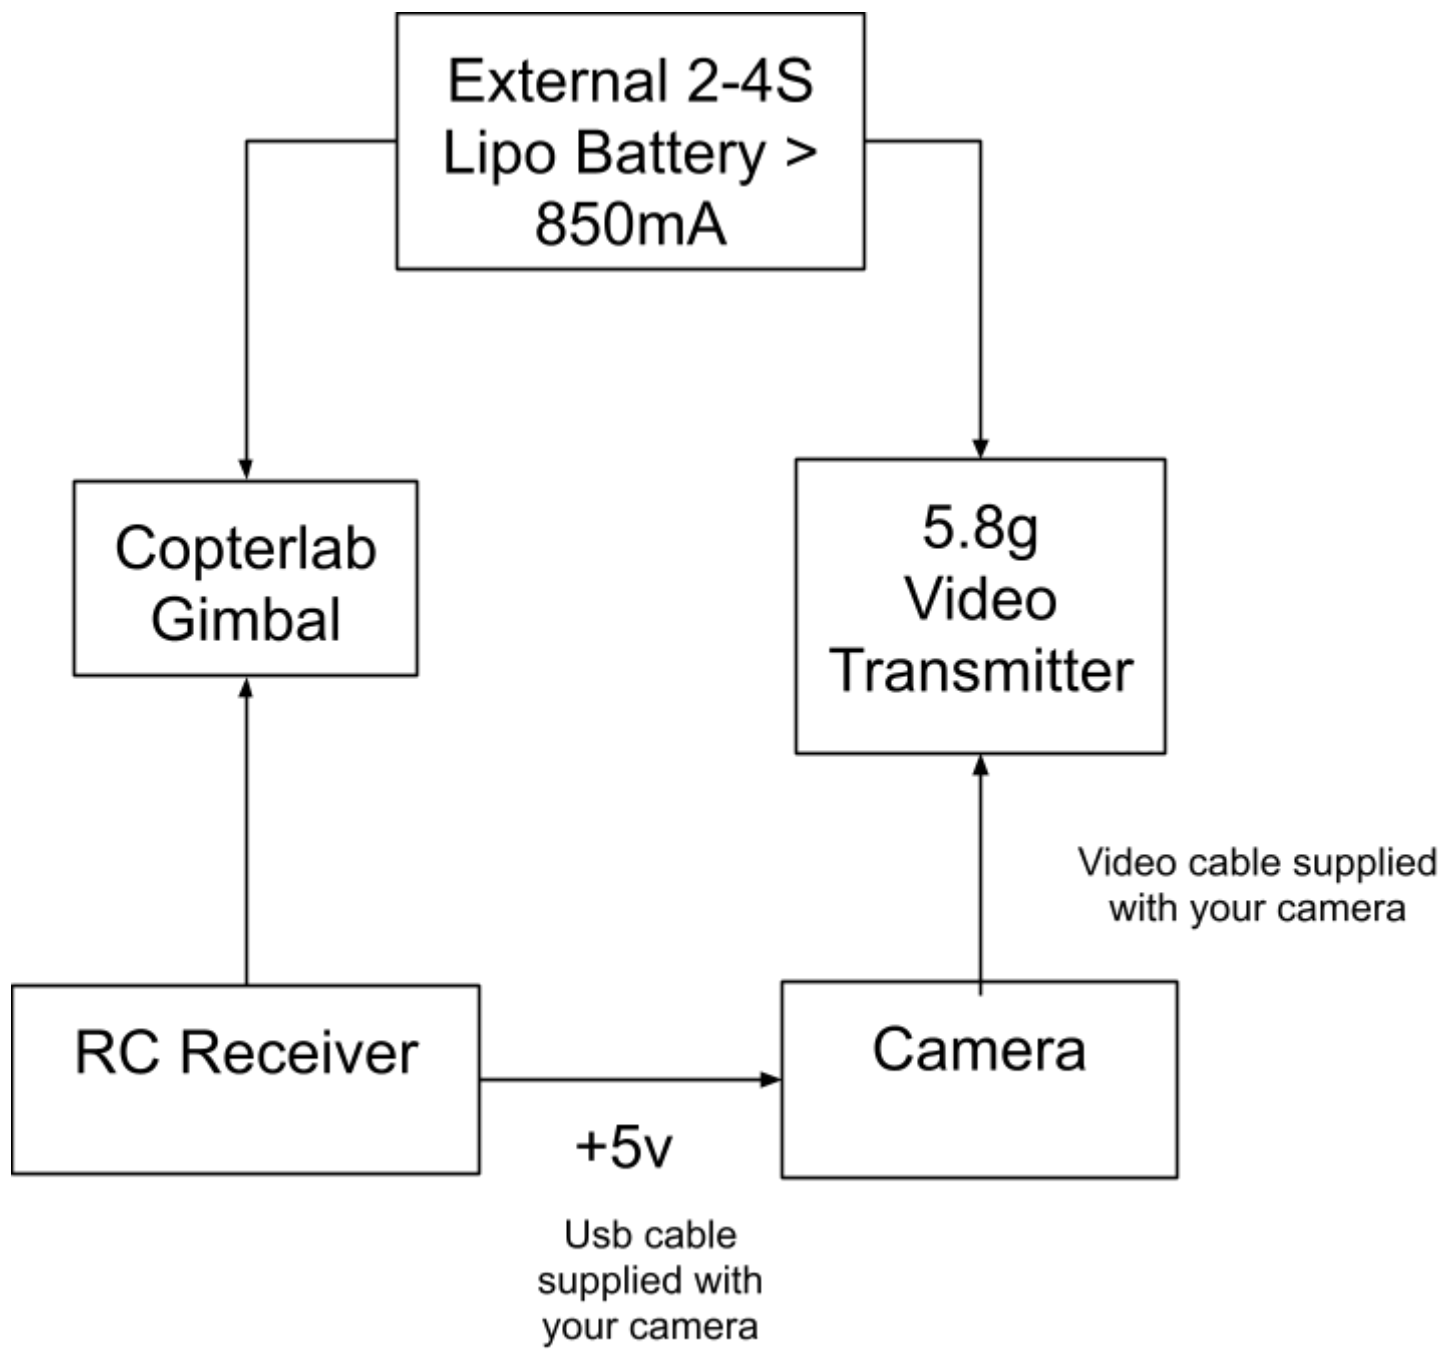 External 2-4S
Lipo Battery >
850mA
Copterlab
Gimbal
5.8g
Video
Transmitter
Video cable supplied
with your camera
RC Receiver
Camera
+5v
Usb cable
supplied with
your camera